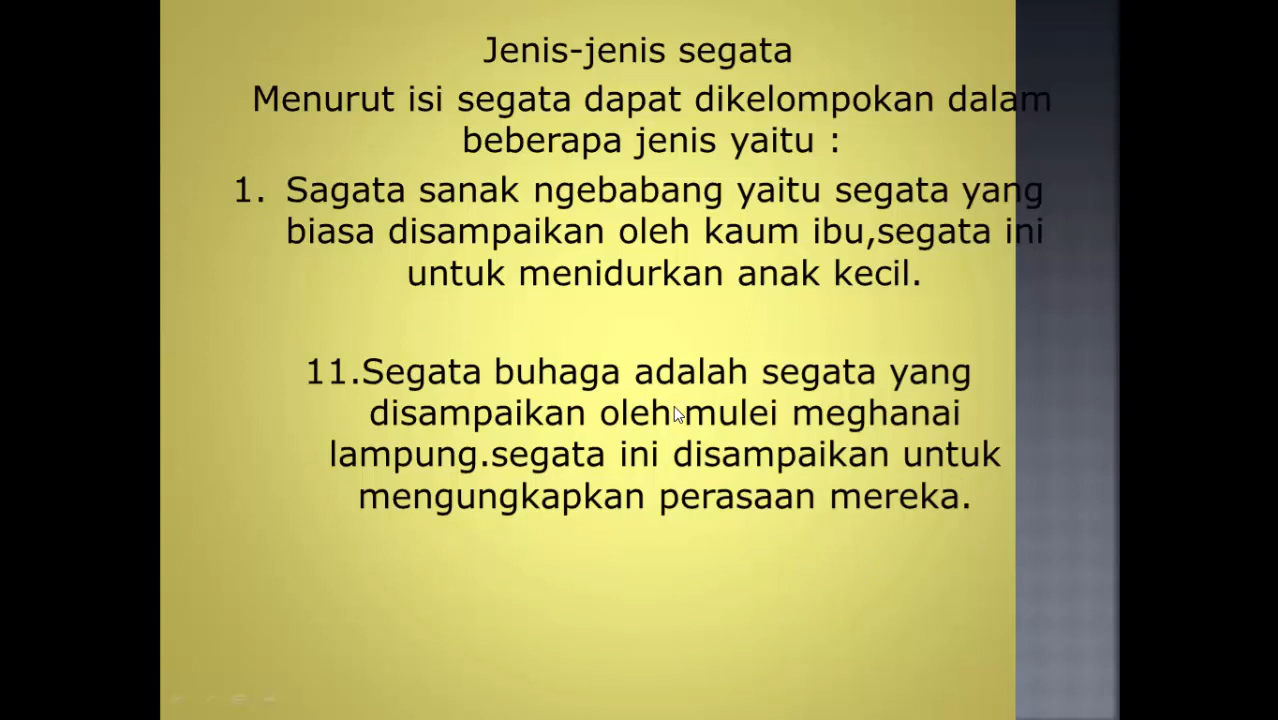 Jenis-jenis segata
Menurut isi segata dapat dikelompokan dalam
beberapa jenis yaitu :
1. Sagata sanak ngebabang yaitu segata yang
biasa disampaikan oleh kaum ibu,segata ini
untuk menidurkan anak kecil.
11.Segata buhaga adalah segata yang
disampaikan oleh mulei meghanai
lampung.segata ini disampaikan untuk
mengungkapkan perasaan mereka.